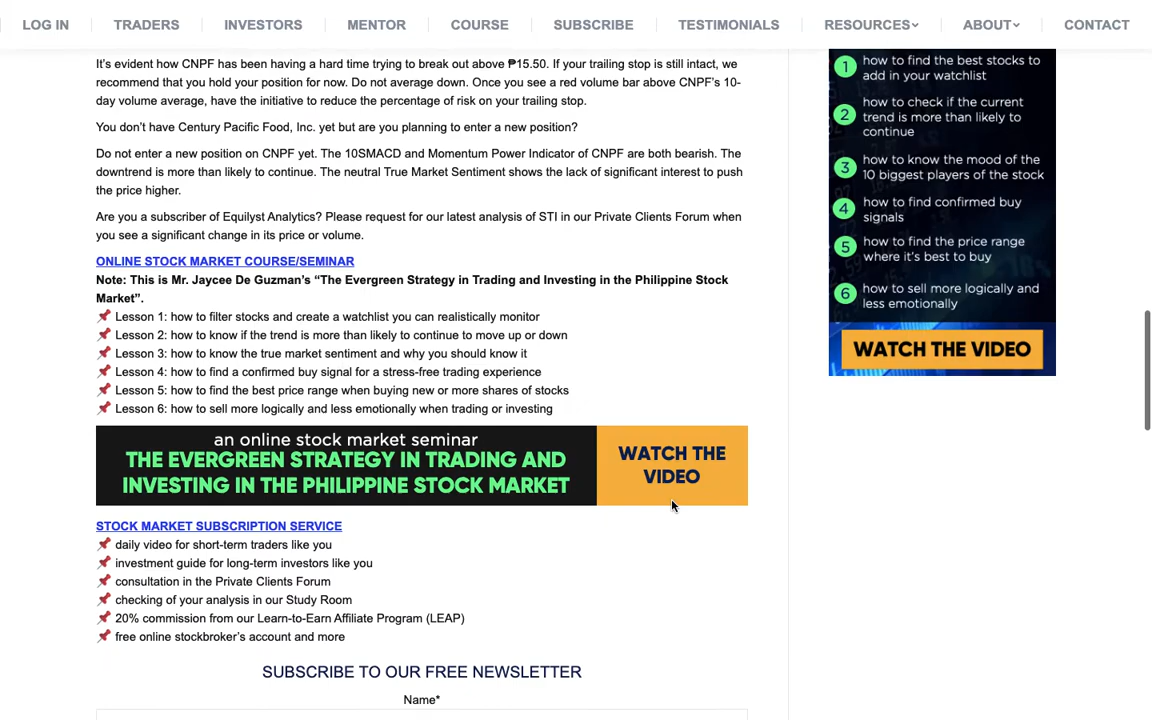 LOG IN
TRADERS
INVESTORS
MENTOR
COURSE
SUBSCRIBE
TESTIMONIALS
RESOURCES
ABOUT
CONTACT
It's evident how CNPF has been having a hard time trying to break out above ₱15.50. If your trailing stop is still intact, we
recommend that you hold your position for now. Do not average down. Once you see a red volume bar above CNPF's 10-
day volume average, have the initiative to reduce the percentage of risk on your trailing stop.
You don't have Century Pacific Food, Inc. yet but are you planning to enter a new position?
Do not enter a new position on CNPF yet. The 10SMACD and Momentum Power Indicator of CNPF are both bearish. The
downtrend is more than likely to continue. The neutral True Market Sentiment shows the lack of significant interest to push
the price higher.
Are you a subscriber of Equilyst Analytics? Please request for our latest analysis of STI in our Private Clients Forum when
you see a significant change in its price or volume.
ONLINE STOCK MARKET COURSE/SEMINAR
Note: This is Mr. Jaycee De Guzman's “The Evergreen Strategy in Trading and Investing in the Philippine Stock
Market”.
Lesson 1: how to filter stocks and create a watchlist you can realistically monitor
Lesson 2: how to know if the trend is more than likely to continue to move up or down
Lesson 3: how to know the true market sentiment and why you should know it
Lesson 4: how to find a confirmed buy signal for a stress-free trading experience
Lesson 5: how to find the best price range when buying new or more shares of stocks
Lesson 6: how to sell more logically and less emotionally when trading or investing
an online stock market seminar
THE EVERGREEN STRATEGY IN TRADING AND
INVESTING IN THE PHILIPPINE STOCK MARKET
WATCH THE
VIDEO
STOCK MARKET SUBSCRIPTION SERVICE
daily video for short-term traders like you
investment guide for long-term investors like you
consultation in the Private Clients Forum
checking of your analysis in our Study Room
20% commission from our Learn-to-Earn Affiliate Program (LEAP)
free online stockbroker's account and more
SUBSCRIBE TO OUR FREE NEWSLETTER
Name*
1 how to find the best stocks to
add in your watchlist
2 how to check if the current
trend is more than likely to
continue
3 how to know the mood of the
10 biggest players of the stock
4 how to find confirmed buy
signals
5 how to find the price range
where it's best to buy
6 how to sell more logically and
less emotionally
WATCH THE VIDEO